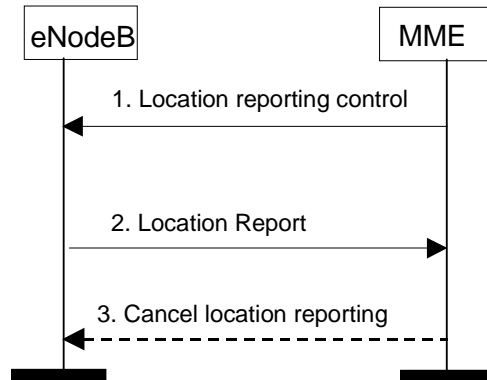 eNodeB
MME
1. Location reporting control
2. Location Report
3. Cancel location reporting